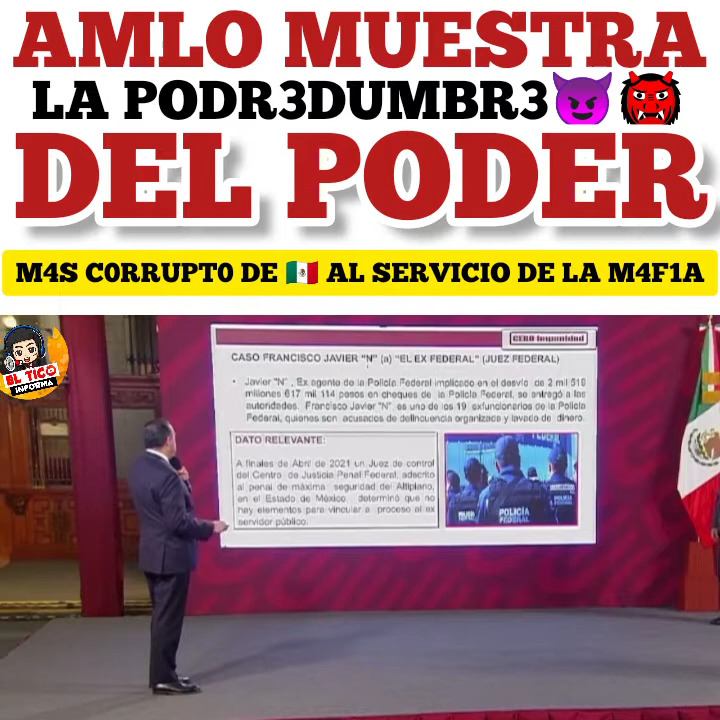 AMLO MUESTRA
LA PODR3DUMBR3
DEL PODER
M4S C0RRUPT0 DE AL SERVICIO DE LA M4F1A
EL TICO
INFORMA
CERO Impunidad
CASO FRANCISCO JAVIER "N" (a) "EL EX FEDERAL" (JUEZ FEDERAL)
• Javier "N" , Ex agente de la Policía Federal implicado en el desvío de 2 mil 518
millones 617 mil 114 pesos en cheques de la Policía Federal, se entregó a las
autoridades. Francisco Javier "N" es uno de los 19 exfuncionarios de la Policía
Federal, quienes son acusados de delincuencia organizada y lavado de dinero.
DATO RELEVANTE:
A finales de Abril de 2021 un Juez de control
del Centro de Justicia Penal Federal, adscrito
al penal de máxima seguridad del Altiplano,
en el Estado de México, determinó que no
hay elementos para vincular a proceso al ex
servidor público.
FEDERAL
POLICÍA
FEDERAL